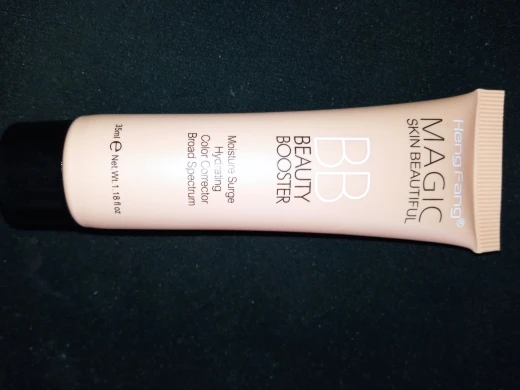 Heng Fang®
MAGIC
SKIN BEAUTIFUL
BB
BEAUTY
BOOSTER
Moisture Surge
Hydrating
Color Corrector
Broad Spectrum
35ml ℮ Net.Wt.1.18 fl oz